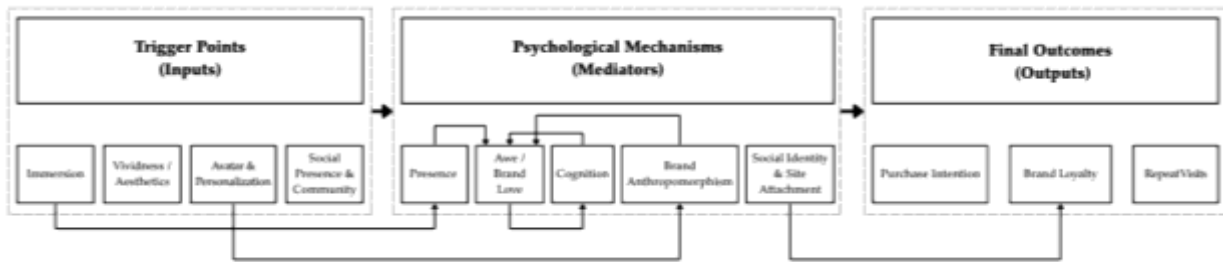 Trigger Points
(Inputs)
Psychological Mechanisms
(Mediators)
Final Outcomes
(Outputs)
Immersion
Vividness /
Aesthetics
Avatar &
Personalization
Social
Presence &
Community
Presence
Awe /
Brand
Love
Cognition
Brand
Anthropomorphism
Social Identity
& Site
Attachment
Purchase Intention
Brand Loyalty
RepeatVisits